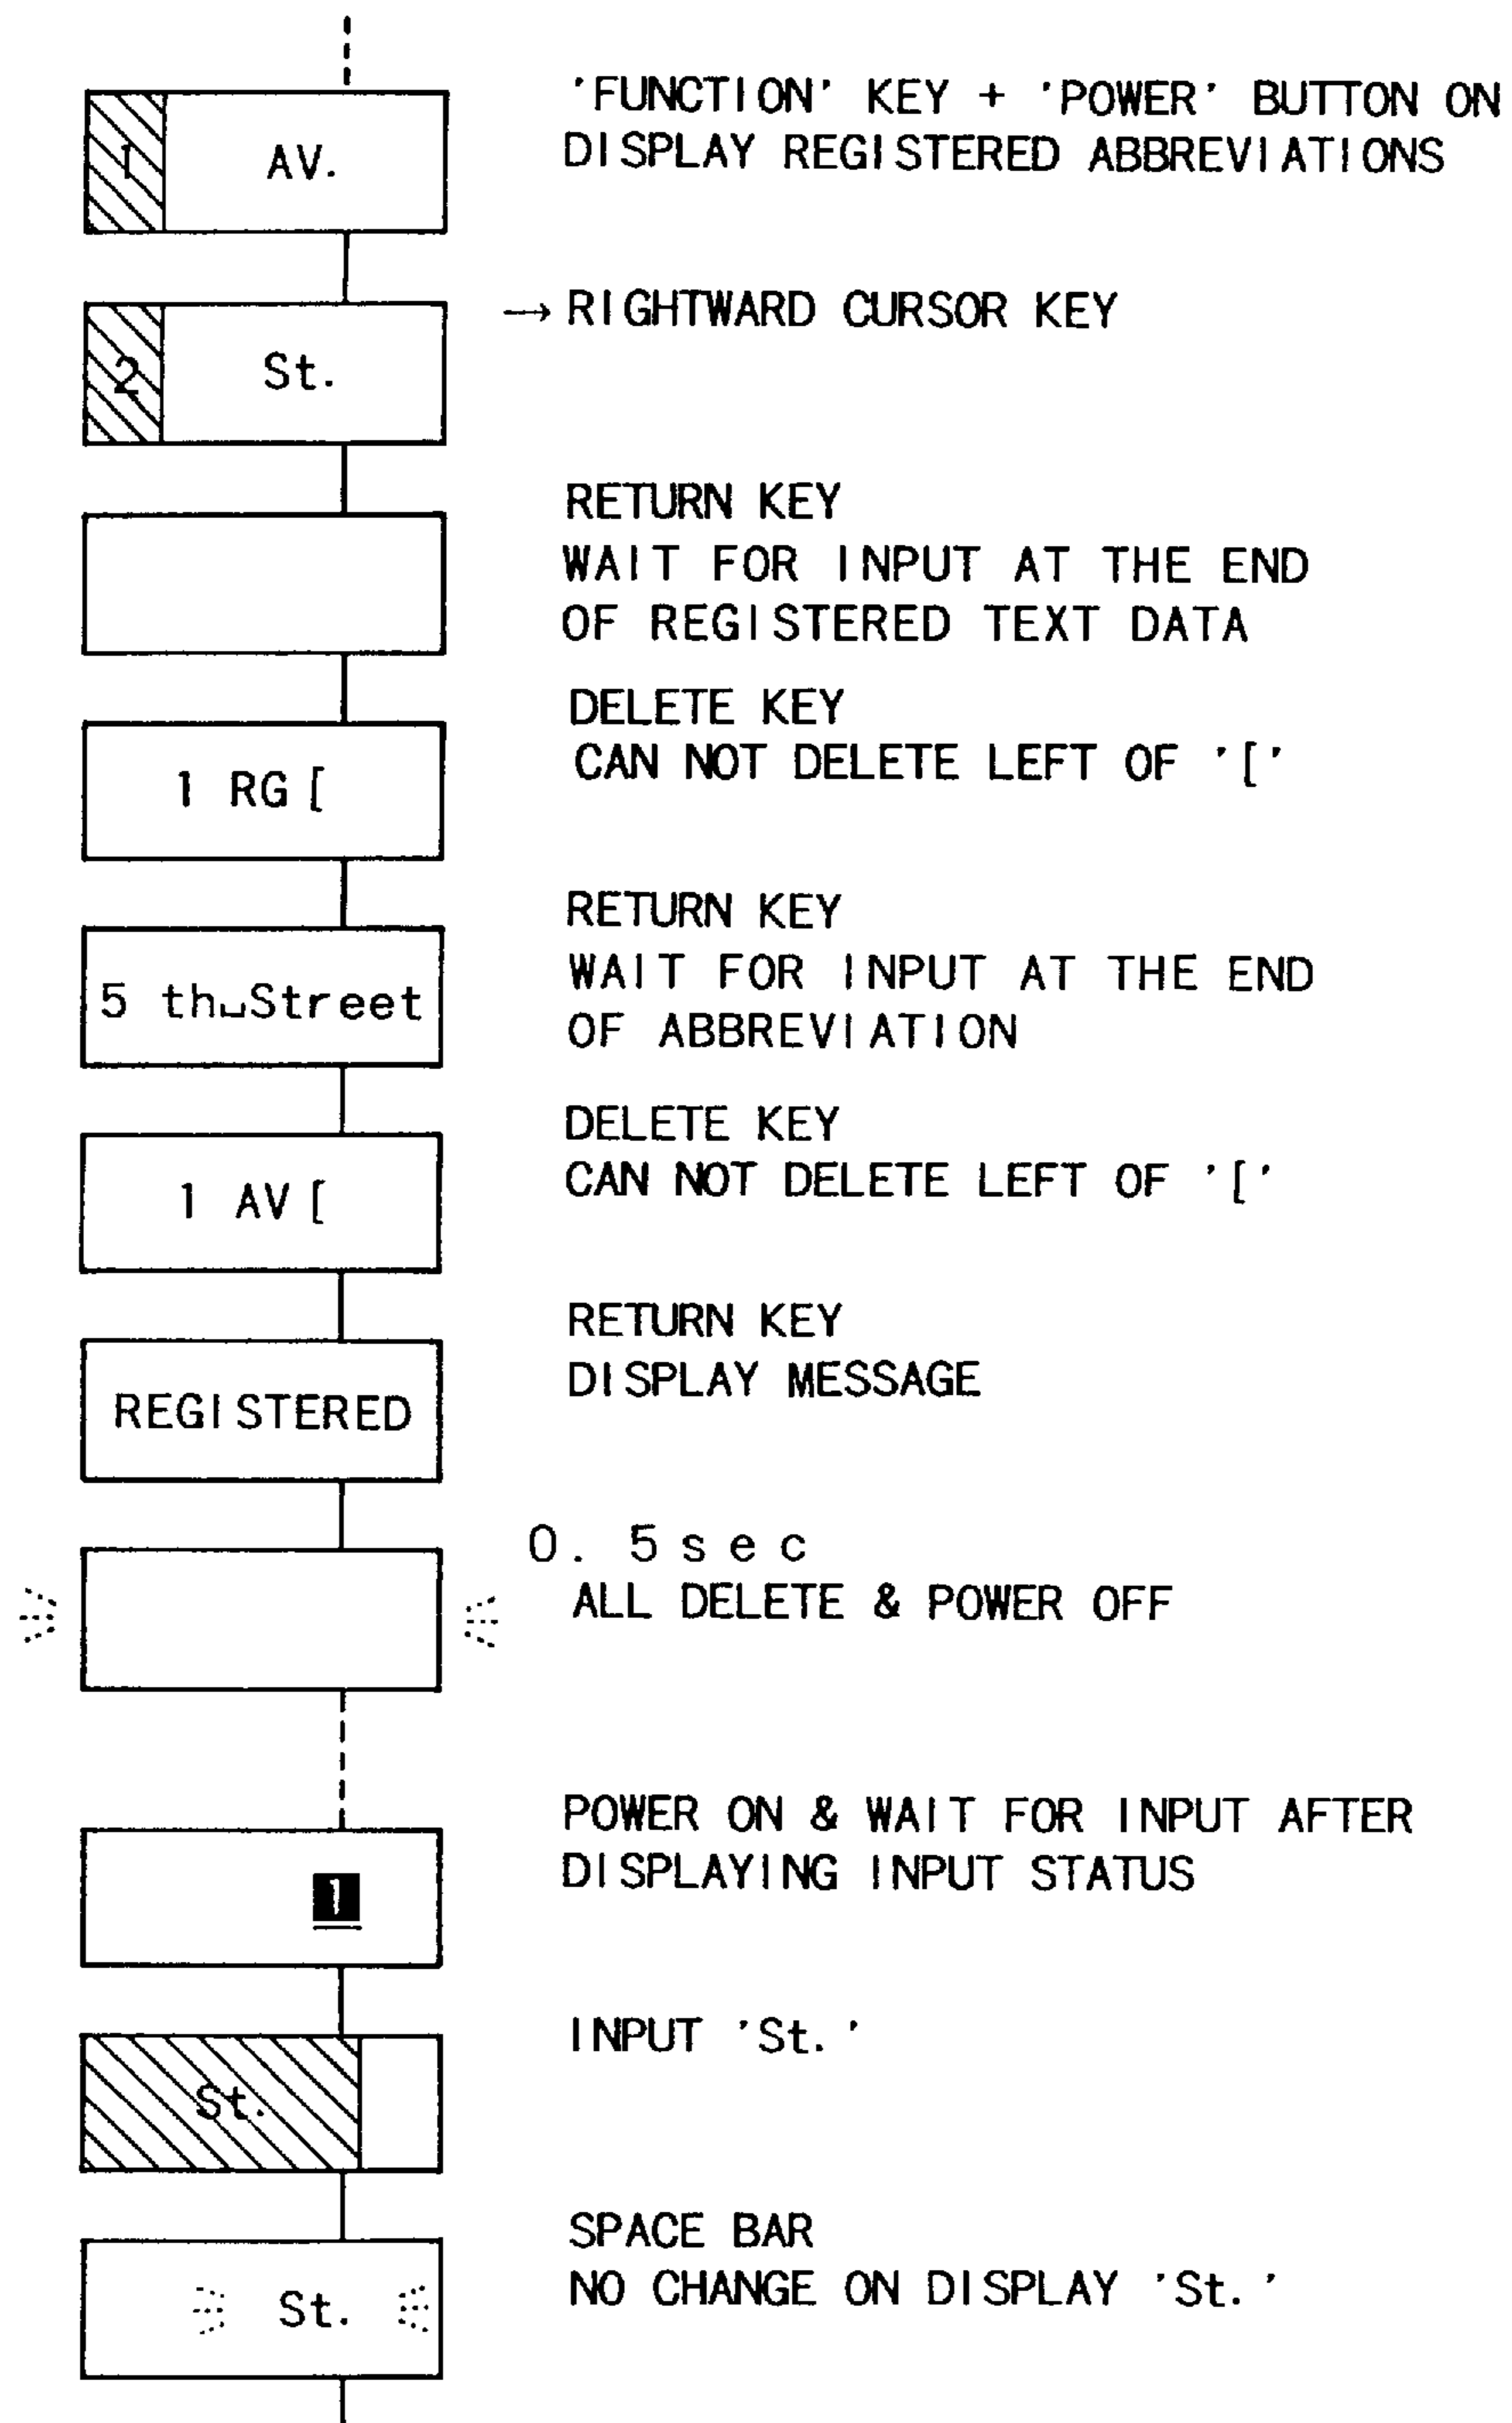 'FUNCTION' KEY + 'POWER' BUTTON ON
DISPLAY REGISTERED ABBREVIATIONS
1 AV.
→ RIGHTWARD CURSOR KEY
2 St.
RETURN KEY
WAIT FOR INPUT AT THE END
OF REGISTERED TEXT DATA
DELETE KEY
CAN NOT DELETE LEFT OF '['
1 RG [
RETURN KEY
WAIT FOR INPUT AT THE END
OF ABBREVIATION
5 th␣Street
DELETE KEY
CAN NOT DELETE LEFT OF '['
1 AV [
RETURN KEY
DISPLAY MESSAGE
REGISTERED
0. 5 sec
ALL DELETE & POWER OFF
POWER ON & WAIT FOR INPUT AFTER
DISPLAYING INPUT STATUS
1
INPUT 'St.'
St.
SPACE BAR
NO CHANGE ON DISPLAY 'St.'
St.